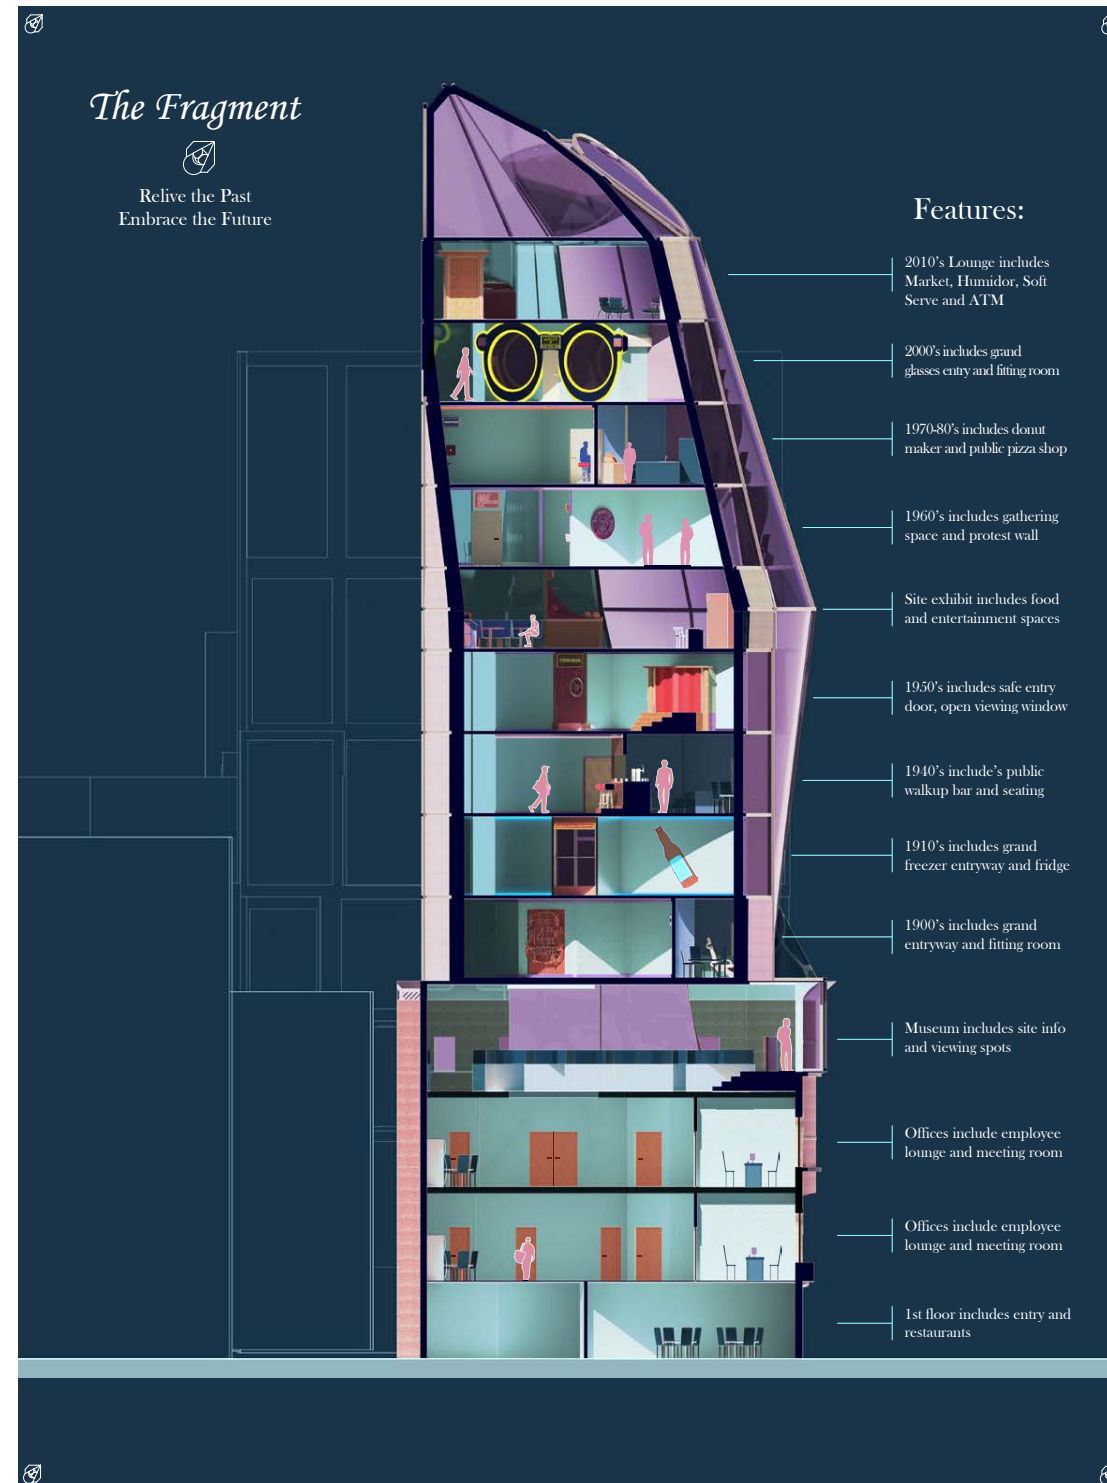 The Fragment
Relive the Past
Embrace the Future
Features:
2010's Lounge includes
Market, Humidor, Soft
Serve and ATM
2000's includes grand
glasses entry and fitting room
1970-80's includes donut
maker and public pizza shop
1960's includes gathering
space and protest wall
Site exhibit includes food
and entertainment spaces
1950's includes safe entry
door, open viewing window
1940's include's public
walkup bar and seating
1910's includes grand
freezer entryway and fridge
1900's includes grand
entryway and fitting room
Museum includes site info
and viewing spots
Offices include employee
lounge and meeting room
Offices include employee
lounge and meeting room
1st floor includes entry and
restaurants